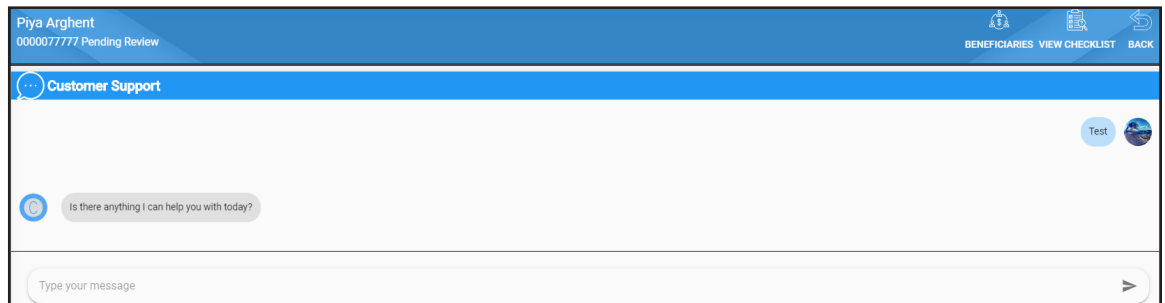 Piya Arghent
0000077777 Pending Review
BENEFICIARIES VIEW CHECKLIST BACK
Customer Support
Test
C
Is there anything I can help you with today?
Type your message